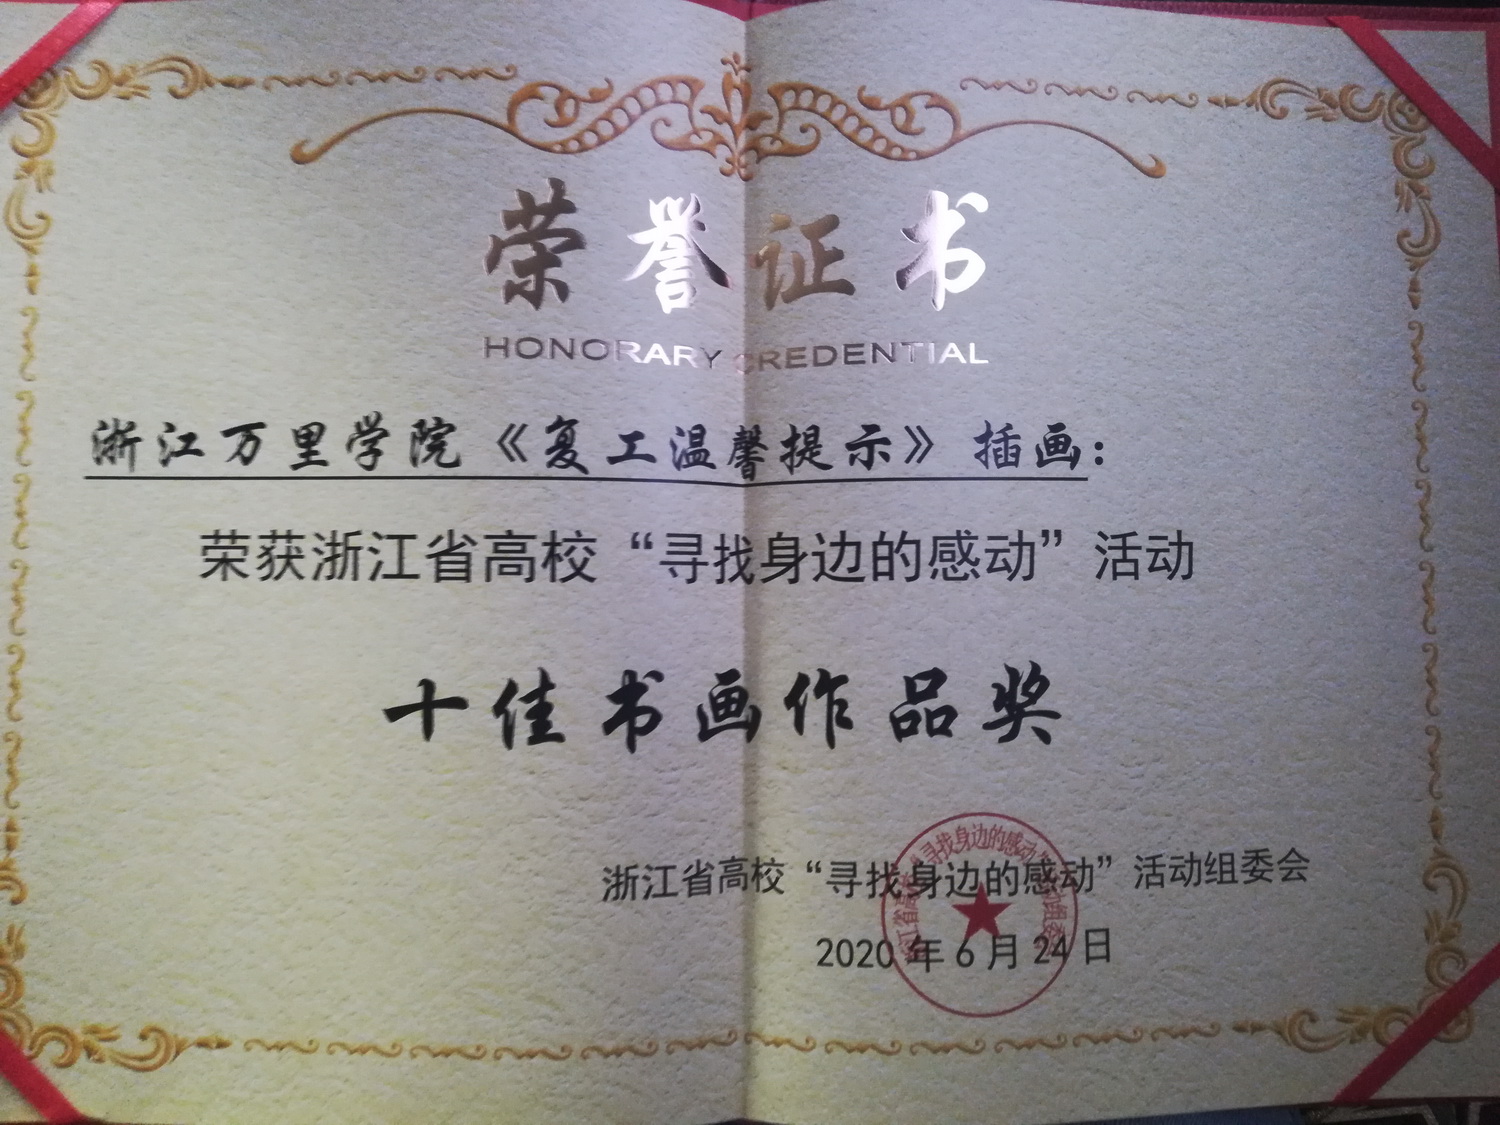 荣誉证书
HONORARY CREDENTIAL
浙江万里学院《复工温馨提示》插画：
荣获浙江省高校“寻找身边的感动”活动
十佳书画作品奖
浙江省高校“寻找身边的感动”活动组委会
2020年6月24日